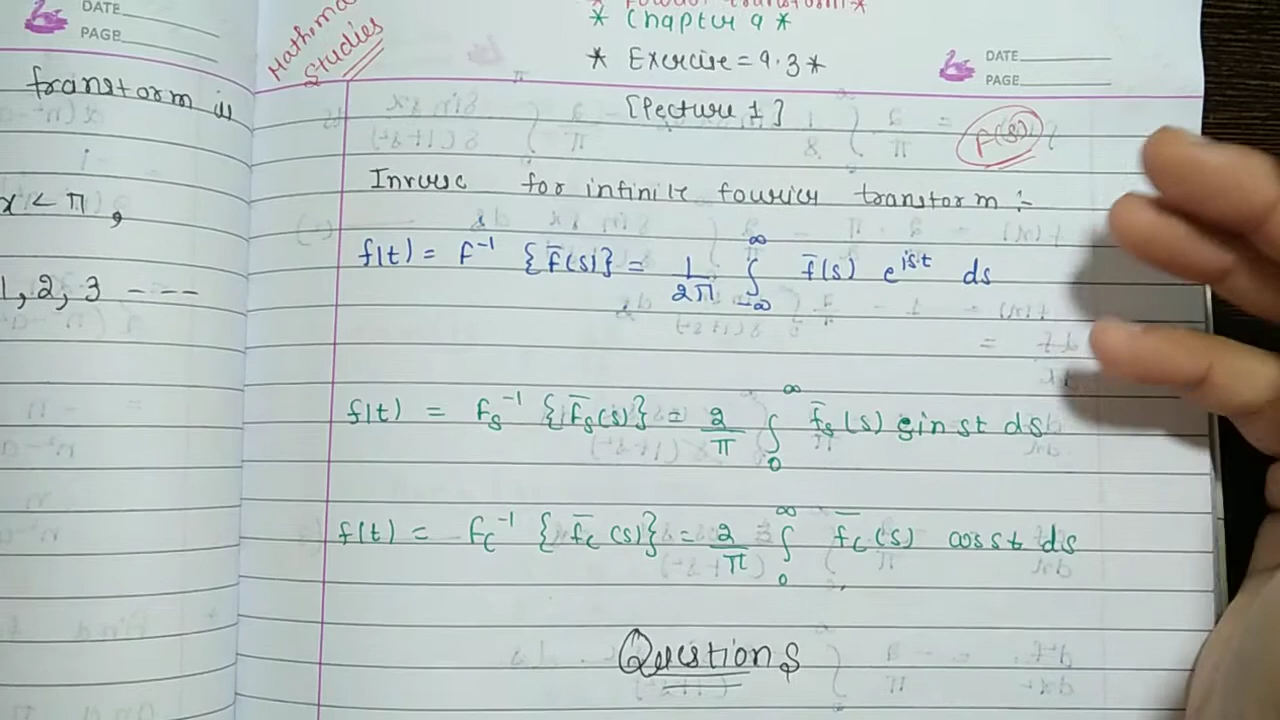 DATE
PAGE
transform is
x < π,
1, 2, 3 ---
Mathematics
Studies
* Chapter 9 *
* Exercise = 9.3 *
DATE
PAGE
[Lecture 1]
F(s)
Inverse for infinite fourier transform :-
f(t) = F⁻¹ {F̄(s)} = 1/2π ∫_{-∞}^{∞} f̄(s) e^{ist} ds
f(t) = Fs⁻¹ {F̄s(s)} = 2/π ∫_0^∞ f̄s(s) sin st ds
f(t) = Fc⁻¹ {f̄c(s)} = 2/π ∫_0^∞ f̄c(s) cos st ds
Questions